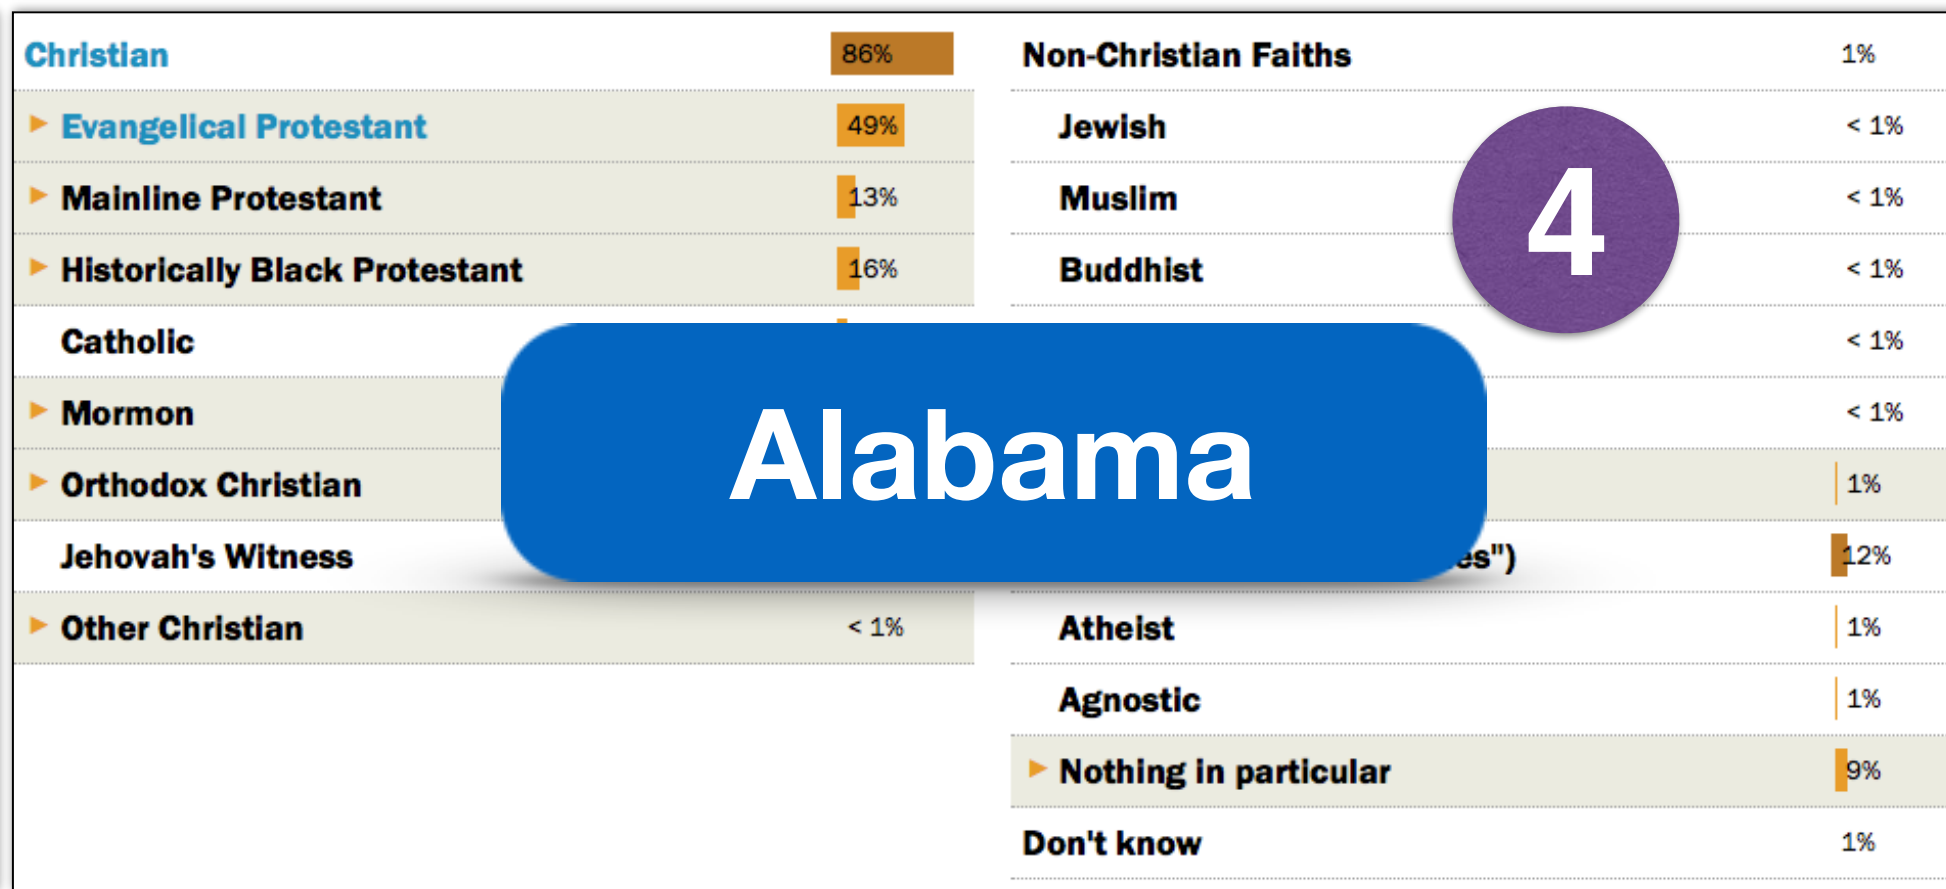 Christian 86%
Evangelical Protestant 49%
Mainline Protestant 13%
Historically Black Protestant 16%
Catholic
Mormon
Orthodox Christian
Jehovah's Witness
Other Christian < 1%
Non-Christian Faiths 1%
Jewish < 1%
Muslim < 1%
Buddhist < 1%
< 1%
< 1%
1%
es") 12%
Atheist 1%
Agnostic 1%
Nothing in particular 9%
Don't know 1%
4
Alabama